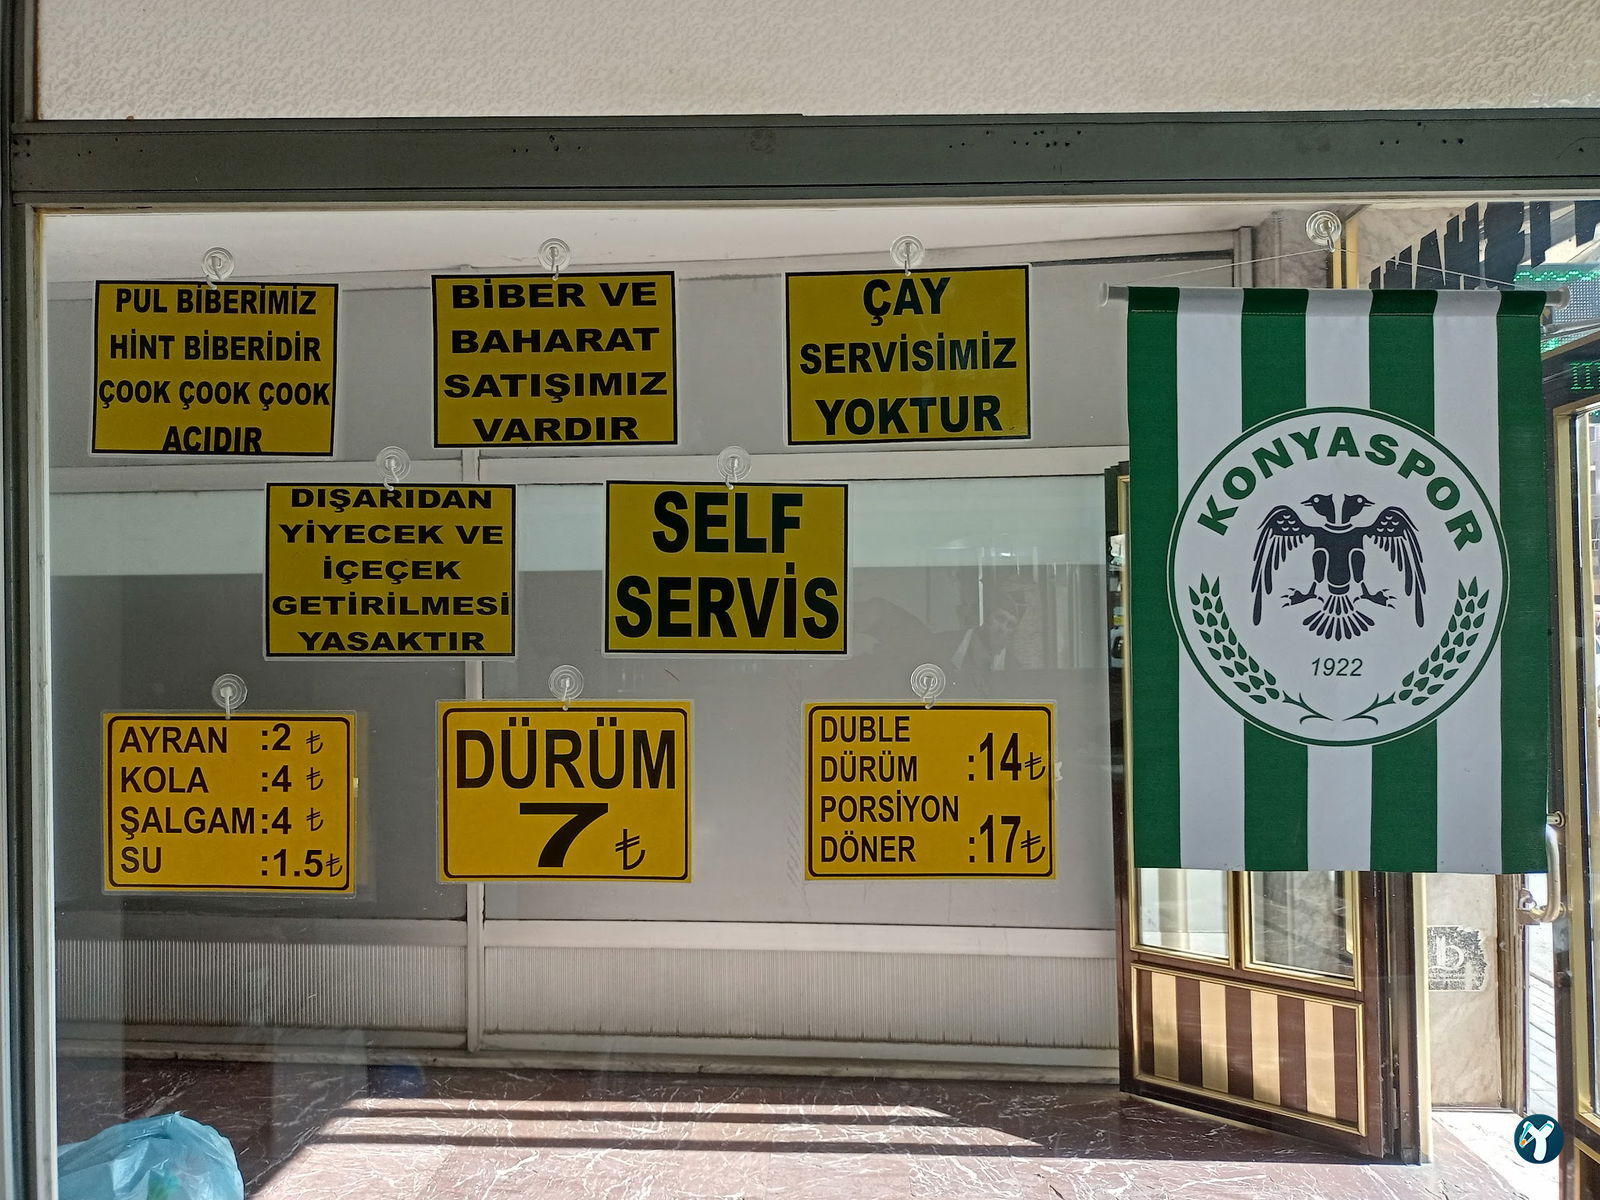 PUL BİBERİMİZ
HİNT BİBERİDİR
ÇOOK ÇOOK ÇOOK
ACIDIR
BİBER VE
BAHARAT
SATIŞIMIZ
VARDIR
ÇAY
SERVİSİMİZ
YOKTUR
DIŞARIDAN
YİYECEK VE
İÇEÇEK
GETİRİLMESİ
YASAKTIR
SELF
SERVİS
AYRAN :2 ₺
KOLA :4 ₺
ŞALGAM :4 ₺
SU :1.5 ₺
DÜRÜM
7 ₺
DUBLE
DÜRÜM :14 ₺
PORSİYON
DÖNER :17 ₺
KONYASPOR
1922